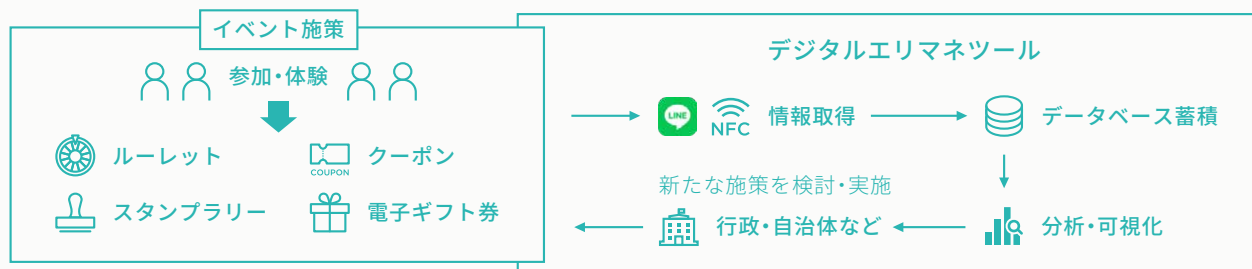 イベント施策
参加・体験
ルーレット
COUPON
クーポン
スタンプラリー
電子ギフト券
デジタルエリマネツール
LINE
NFC
情報取得
データベース蓄積
新たな施策を検討・実施
行政・自治体など
分析・可視化